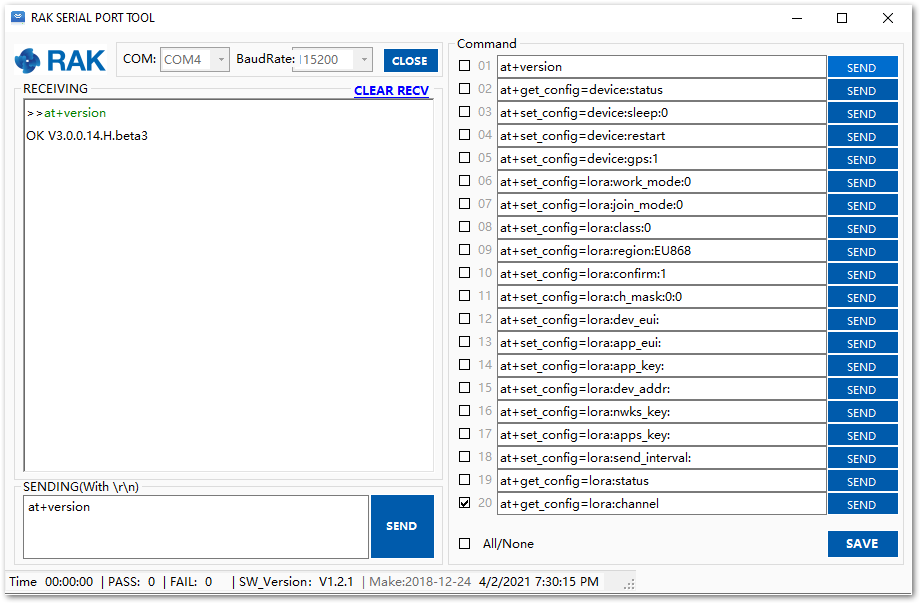 RAK SERIAL PORT TOOL
RAK
COM: COM4 BaudRate: 115200 CLOSE
RECEIVING CLEAR RECV
>>at+version
OK V3.0.0.14.H.beta3
SENDING(With \r\n)
at+version
SEND
Command
01 at+version SEND
02 at+get_config=device:status SEND
03 at+set_config=device:sleep:0 SEND
04 at+set_config=device:restart SEND
05 at+set_config=device:gps:1 SEND
06 at+set_config=lora:work_mode:0 SEND
07 at+set_config=lora:join_mode:0 SEND
08 at+set_config=lora:class:0 SEND
09 at+set_config=lora:region:EU868 SEND
10 at+set_config=lora:confirm:1 SEND
11 at+set_config=lora:ch_mask:0:0 SEND
12 at+set_config=lora:dev_eui: SEND
13 at+set_config=lora:app_eui: SEND
14 at+set_config=lora:app_key: SEND
15 at+set_config=lora:dev_addr: SEND
16 at+set_config=lora:nwks_key: SEND
17 at+set_config=lora:apps_key: SEND
18 at+set_config=lora:send_interval: SEND
19 at+get_config=lora:status SEND
20 at+get_config=lora:channel SEND
All/None SAVE
Time 00:00:00 | PASS: 0 | FAIL: 0 | SW_Version: V1.2.1 | Make:2018-12-24 4/2/2021 7:30:15 PM